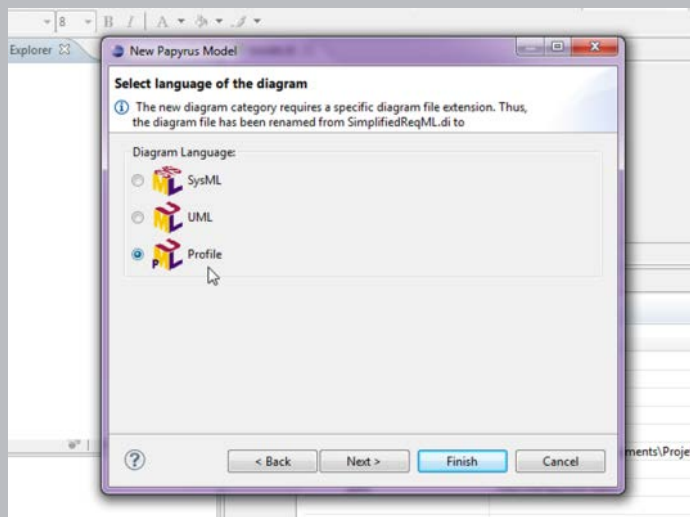 8 B I A
Explorer
New Papyrus Model
Select language of the diagram
The new diagram category requires a specific diagram file extension. Thus,
the diagram file has been renamed from SimplifiedReqML.di to
Diagram Language:
SysML
UML
Profile
ments\Proje
< Back Next > Finish Cancel